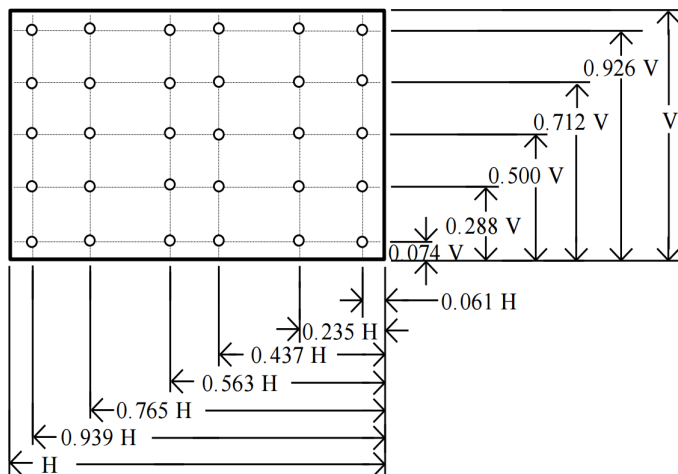 0.926 V
0.712 V
V
0.500 V
0.288 V
0.074 V
0.061 H
0.235 H
0.437 H
0.563 H
0.765 H
0.939 H
H